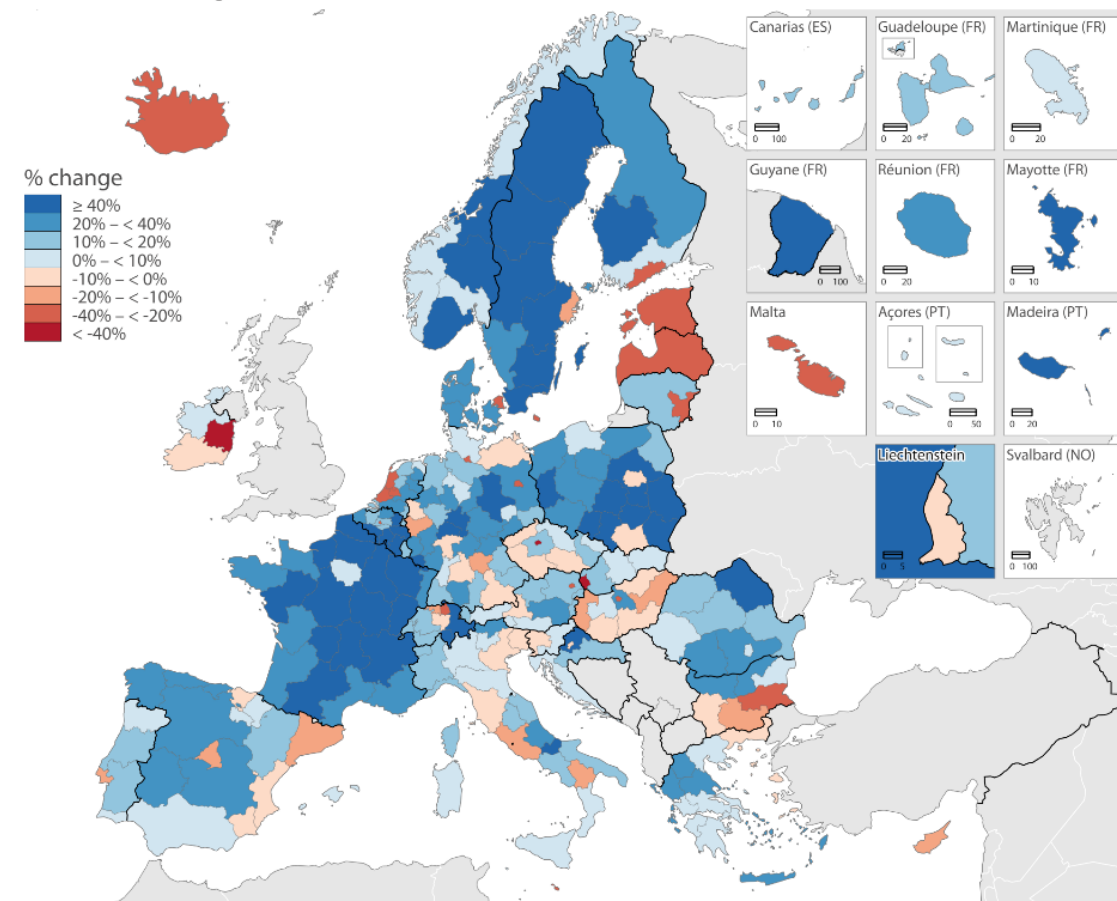 Canarias (ES)
0 100
Guadeloupe (FR)
0 20
Martinique (FR)
0 20
% change
≥ 40%
20% – < 40%
10% – < 20%
0% – < 10%
-10% – < 0%
-20% – < -10%
-40% – < -20%
< -40%
Guyane (FR)
0 100
Réunion (FR)
0 20
Mayotte (FR)
0 10
Malta
0 10
Açores (PT)
0 50
Madeira (PT)
0 20
Liechtenstein
0 5
Svalbard (NO)
0 100